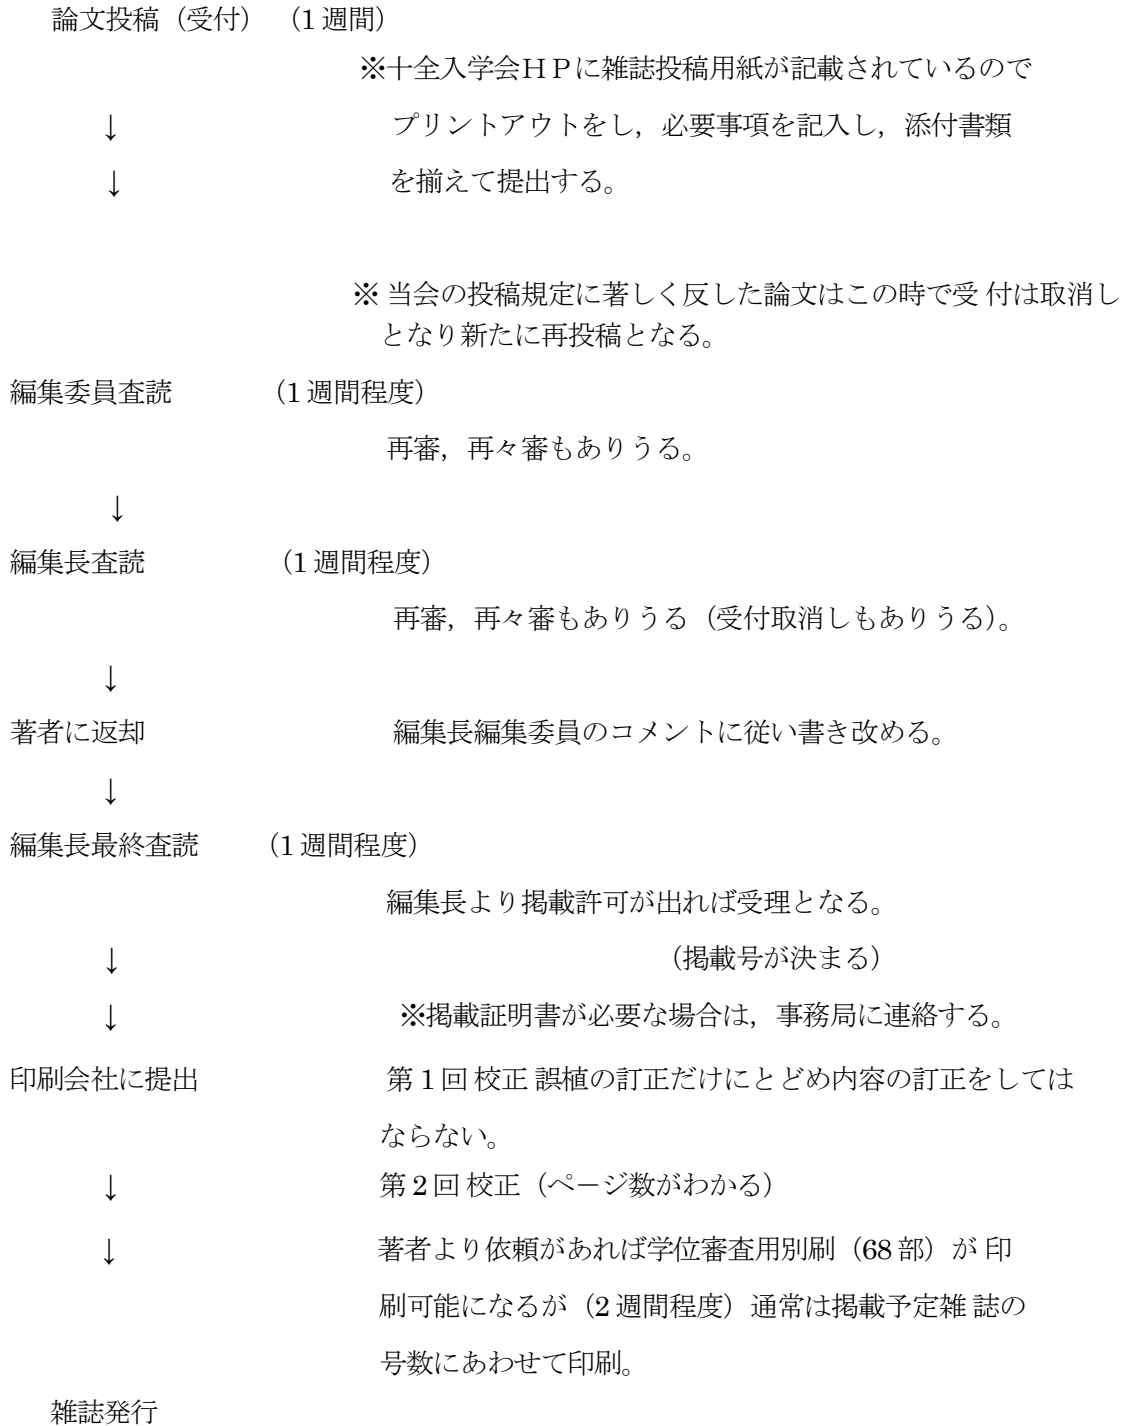 論文投稿（受付）（1週間）
※十全入学会ＨＰに雑誌投稿用紙が記載されているので
↓ プリントアウトをし，必要事項を記入し，添付書類
↓ を揃えて提出する。
※ 当会の投稿規定に著しく反した論文はこの時で受 付は取消し
となり新たに再投稿となる。
編集委員査読 （1週間程度）
再審，再々審もありうる。
↓
編集長査読 （1週間程度）
再審，再々審もありうる（受付取消しもありうる）。
↓
著者に返却 編集長編集委員のコメントに従い書き改める。
↓
編集長最終査読 （1週間程度）
編集長より掲載許可が出れば受理となる。
↓ （掲載号が決まる）
↓ ※掲載証明書が必要な場合は，事務局に連絡する。
印刷会社に提出 第1回 校正 誤植の訂正だけにとどめ内容の訂正をしては
ならない。
↓ 第2回 校正（ページ数がわかる）
↓ 著者より依頼があれば学位審査用別刷（68部）が 印
刷可能になるが（2週間程度）通常は掲載予定雑 誌の
号数にあわせて印刷。
雑誌発行